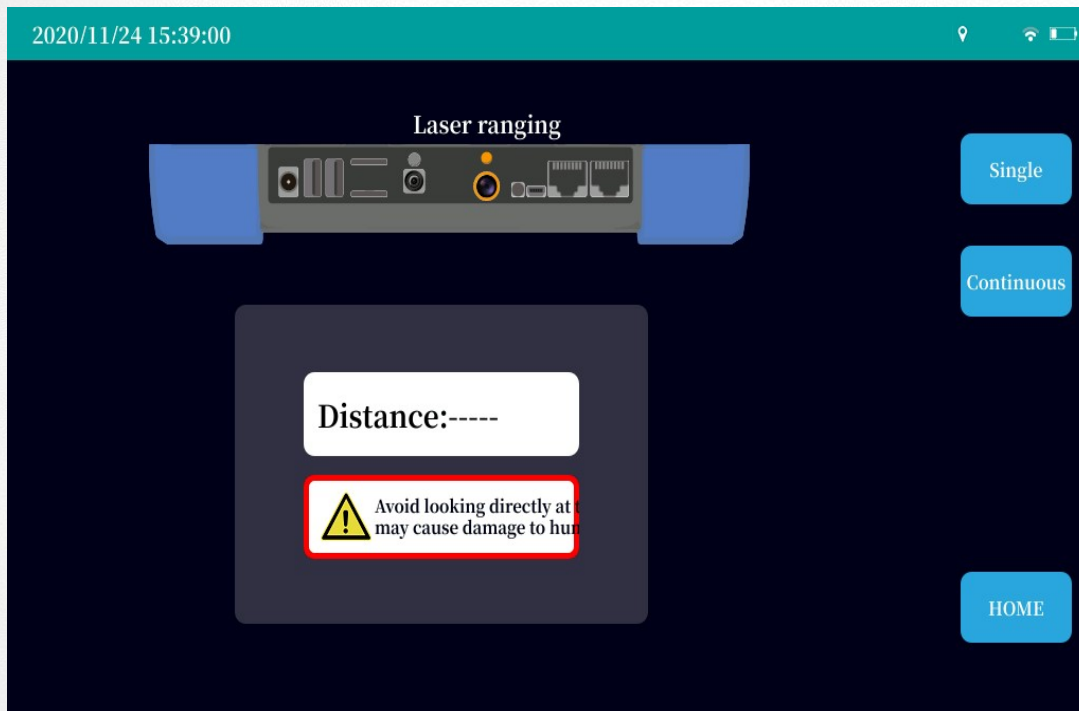 2020/11/24 15:39:00
Laser ranging
Single
Continuous
Distance:-----
Avoid looking directly at
may cause damage to
HOME